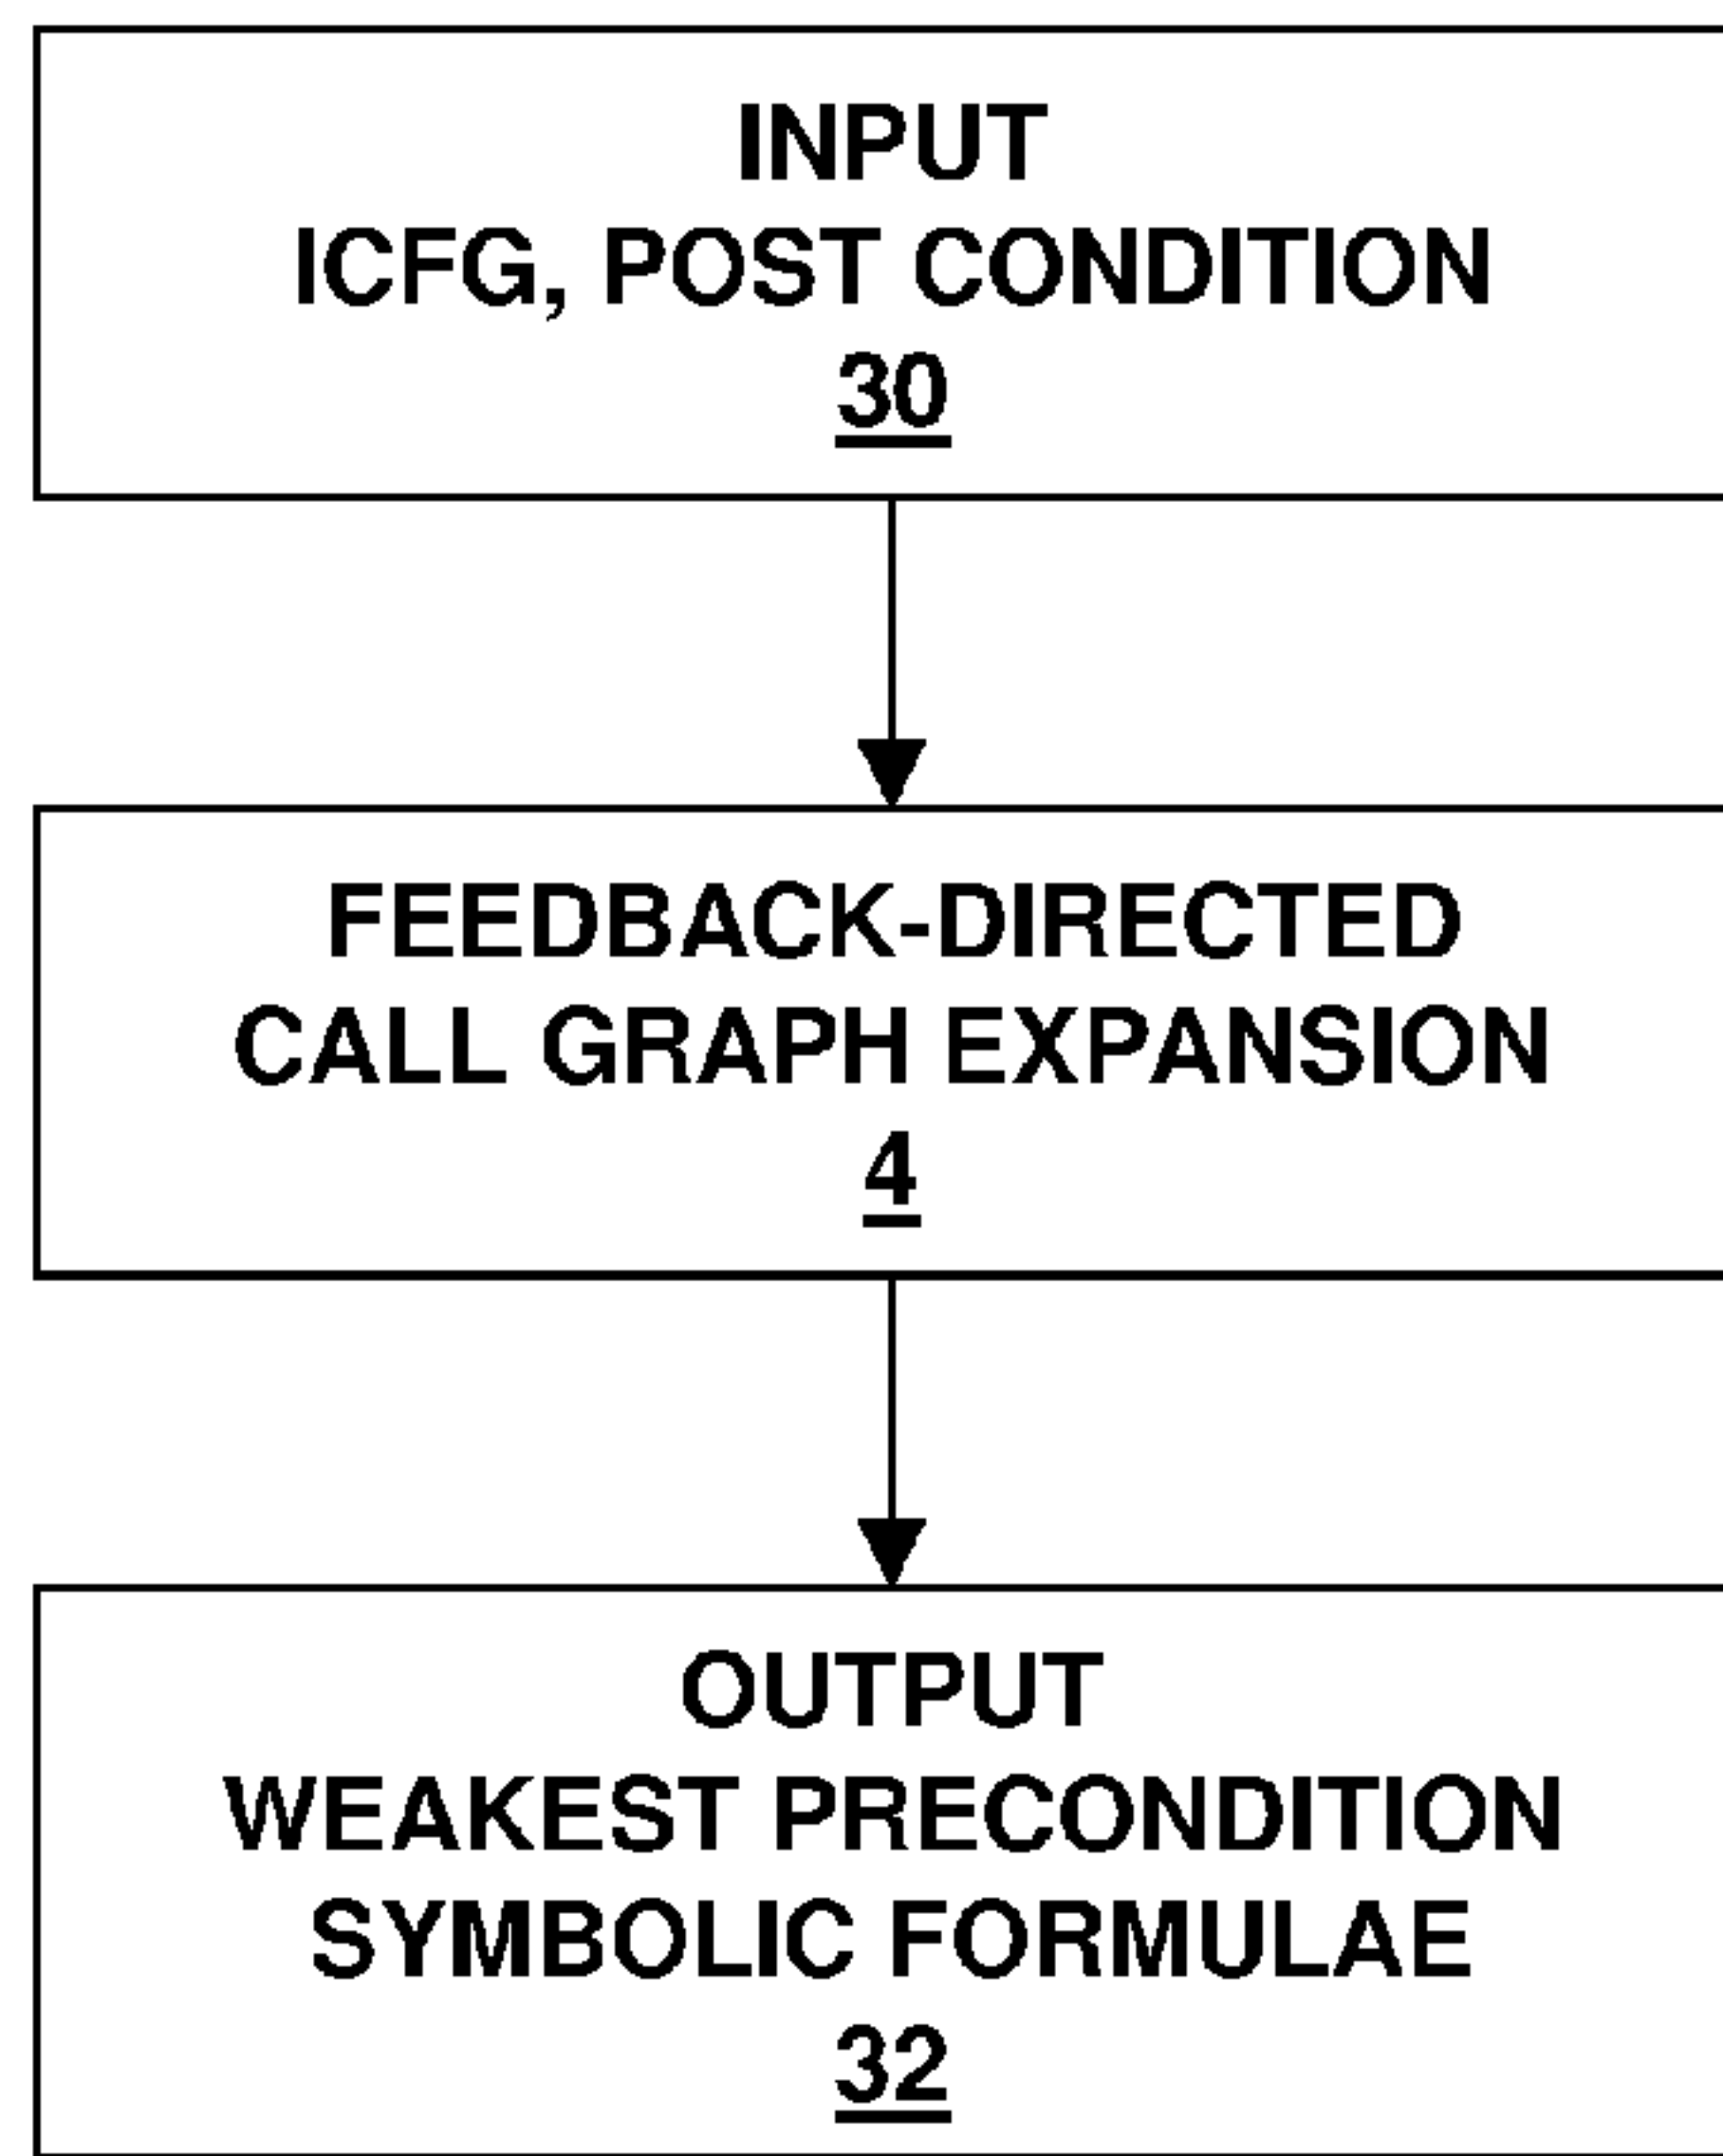 INPUT
ICFG, POST CONDITION
30
FEEDBACK-DIRECTED
CALL GRAPH EXPANSION
4
OUTPUT
WEAKEST PRECONDITION
SYMBOLIC FORMULAE
32